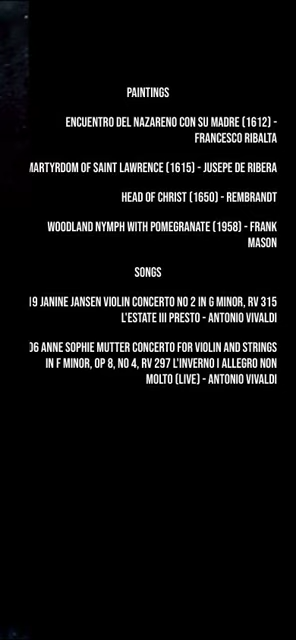 PAINTINGS
ENCUENTRO DEL NAZARENO CON SU MADRE (1612) -
FRANCESCO RIBALTA
MARTYRDOM OF SAINT LAWRENCE (1615) - JUSEPE DE RIBERA
HEAD OF CHRIST (1650) - REMBRANDT
WOODLAND NYMPH WITH POMEGRANATE (1958) - FRANK
MASON
SONGS
19 JANINE JANSEN VIOLIN CONCERTO NO 2 IN G MINOR, RV 315
L'ESTATE III PRESTO - ANTONIO VIVALDI
06 ANNE SOPHIE MUTTER CONCERTO FOR VIOLIN AND STRINGS
IN F MINOR, OP 8, NO 4, RV 297 L'INVERNO I ALLEGRO NON
MOLTO (LIVE) - ANTONIO VIVALDI